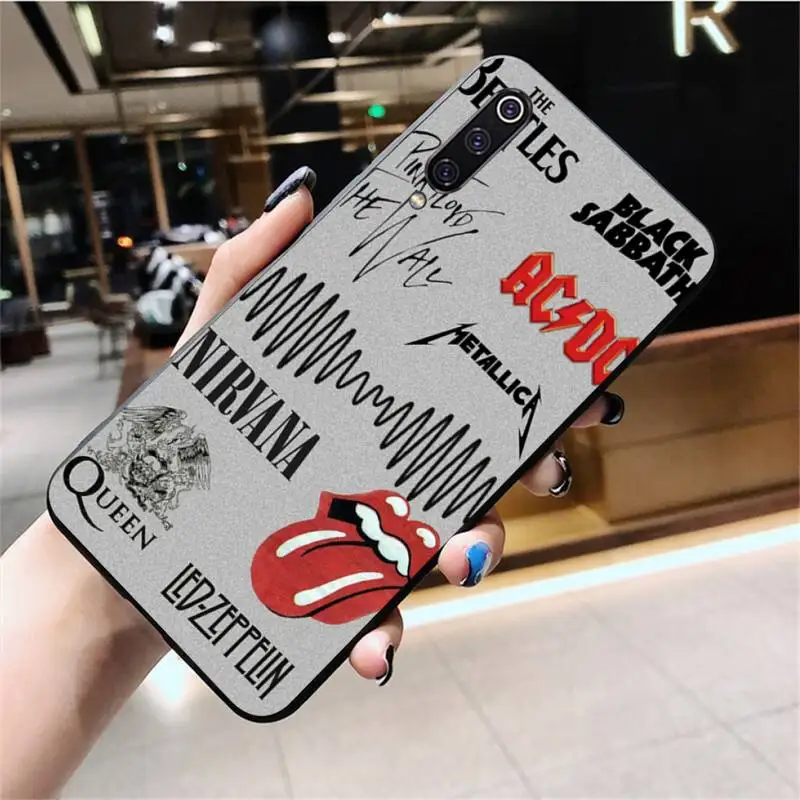 THE
BEATLES
PINK FLOYD
THE WALL
BLACK
SABBATH
AC/DC
METALLICA
NIRVANA
QUEEN
LED-ZEPPELIN
R